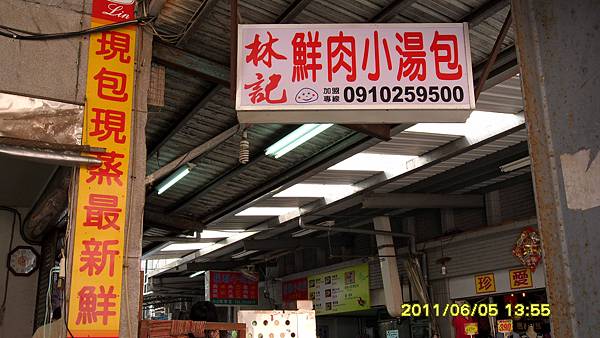 Lin
現包現蒸最新鮮
林記
鮮肉小湯包
加盟專線 0910259500
珍 愛
390
2011/06/05 13:55